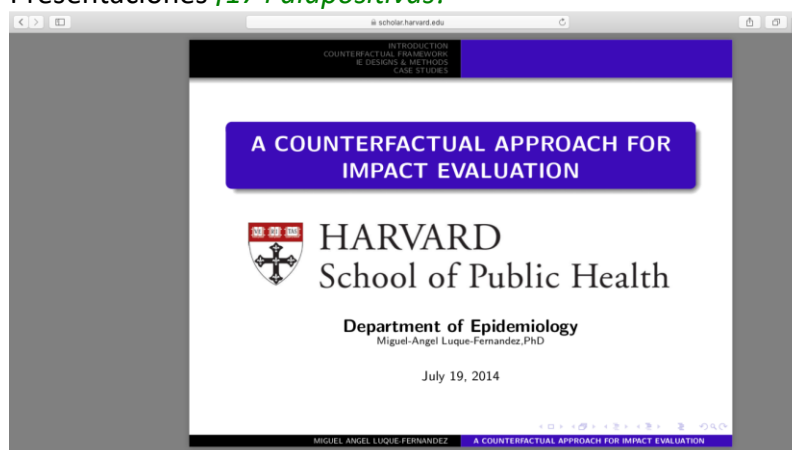 Presentaciones /17 Palapositivas:
scholar.harvard.edu
INTRODUCTION
COUNTERFACTUAL FRAMEWORK
IE DESIGNS & METHODS
CASE STUDIES
A COUNTERFACTUAL APPROACH FOR
IMPACT EVALUATION
HARVARD
School of Public Health
Department of Epidemiology
Miguel-Angel Luque-Fernandez,PhD
July 19, 2014
MIGUEL ANGEL LUQUE-FERNANDEZ A COUNTERFACTUAL APPROACH FOR IMPACT EVALUATION